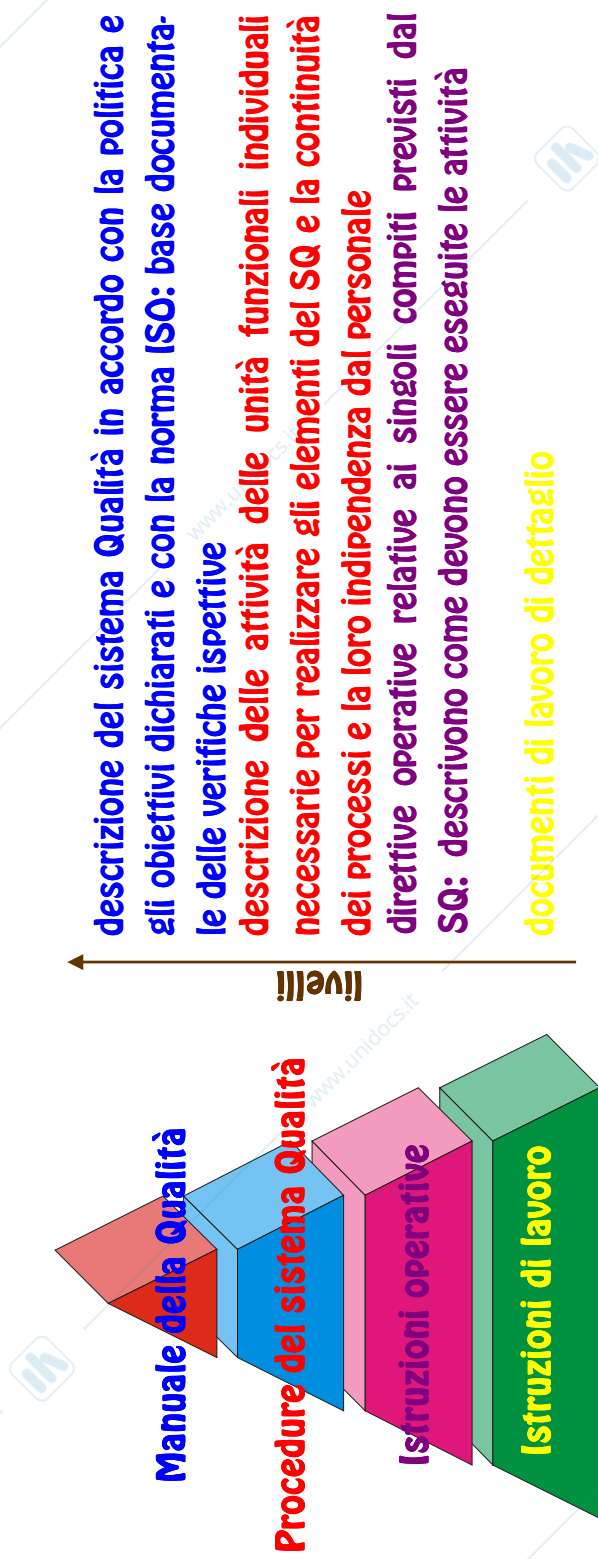 Manuale della Qualità
Procedure del sistema Qualità
Istruzioni operative
Istruzioni di lavoro
livelli
descrizione del sistema Qualità in accordo con la politica e
gli obiettivi dichiarati e con la norma ISO: base documenta-
le delle verifiche ispettive
descrizione delle attività delle unità funzionali individuali
necessarie per realizzare gli elementi del SQ e la continuità
dei processi e la loro indipendenza dal personale
direttive operative relative ai singoli compiti previsti dal
SQ: descrivono come devono essere eseguite le attività
documenti di lavoro di dettaglio
www.unidocs.it
www.unidocs.it